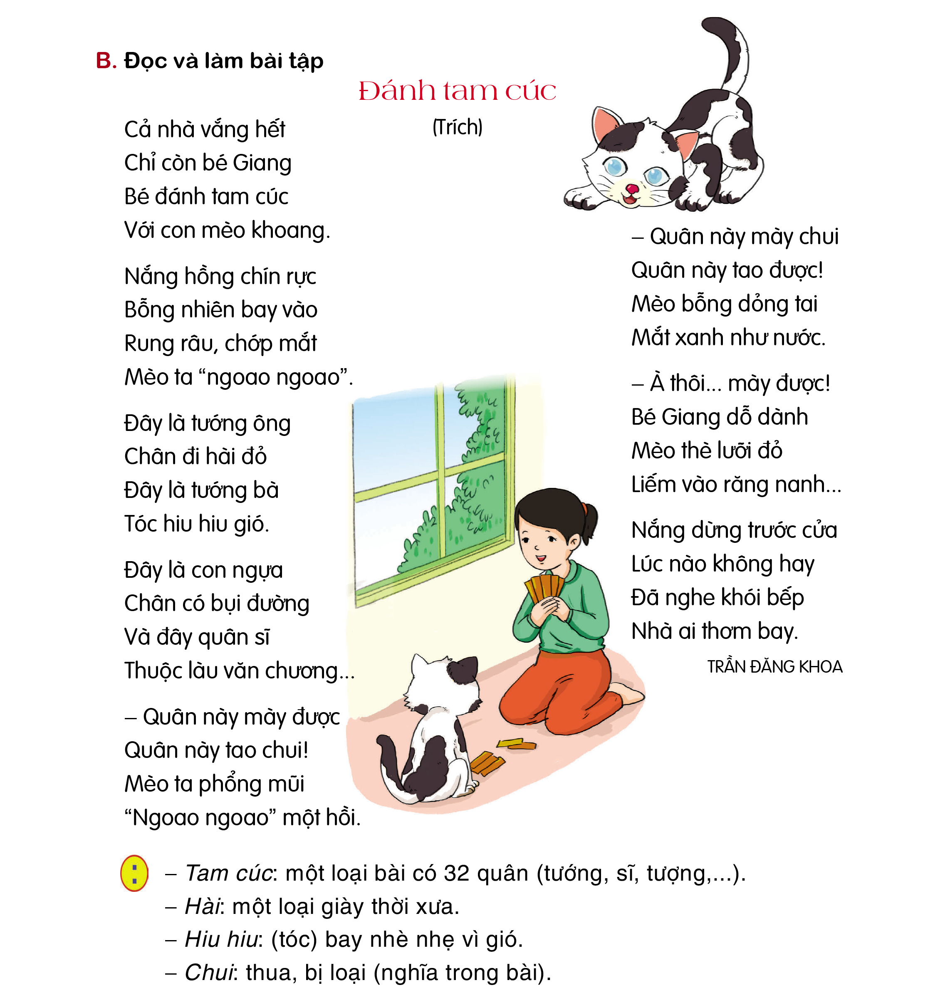 B. Đọc và làm bài tập
Đánh tam cúc
(Trích)
Cả nhà vắng hết
Chỉ còn bé Giang
Bé đánh tam cúc
Với con mèo khoang.
Nắng hồng chín rực
Bỗng nhiên bay vào
Rung râu, chớp mắt
Mèo ta “ngoao ngoao”.
Đây là tướng ông
Chân đi hài đỏ
Đây là tướng bà
Tóc hiu hiu gió.
Đây là con ngựa
Chân có bụi đường
Và đây quân sĩ
Thuộc làu văn chương...
– Quân này mày được
Quân này tao chui!
Mèo ta phổng mũi
“Ngoao ngoao” một hồi.
– Quân này mày chui
Quân này tao được!
Mèo bỗng dỏng tai
Mắt xanh như nước.
– À thôi... mày được!
Bé Giang dỗ dành
Mèo thè lưỡi đỏ
Liếm vào răng nanh...
Nắng dừng trước cửa
Lúc nào không hay
Đã nghe khói bếp
Nhà ai thơm bay.
TRẦN ĐĂNG KHOA
– Tam cúc: một loại bài có 32 quân (tướng, sĩ, tượng,...).
– Hài: một loại giày thời xưa.
– Hiu hiu: (tóc) bay nhè nhẹ vì gió.
– Chui: thua, bị loại (nghĩa trong bài).